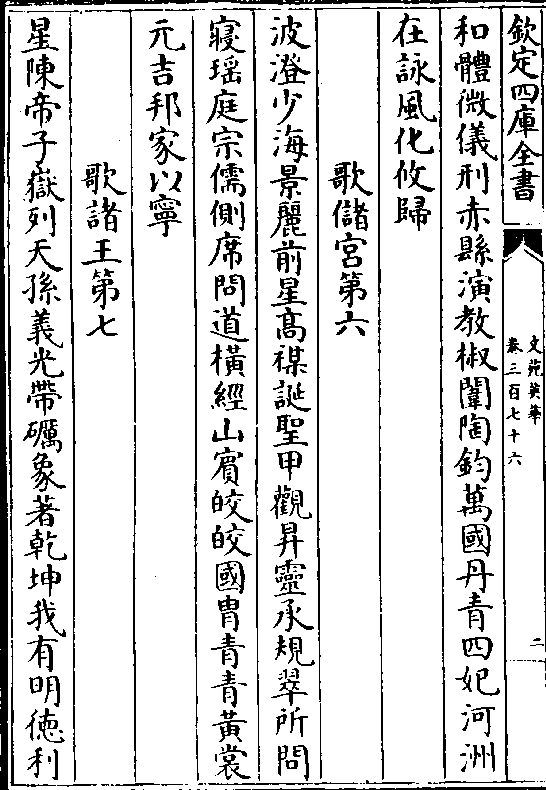 欽定四庫全書
文苑英華
卷三百七十六
二
和體微儀刑赤縣演教椒闈陶鈞萬國丹青四妃河洲
在詠風化攸歸
歌儲宮第六
波澄少海景麗前星高禖誕聖甲觀昇靈承規翠所問
寢瑶庭宗儒側席問道橫經山賓皎皎國胄青青黃裳
元吉邦家以寧
歌諸王第七
星陳帝子嶽列天孫義光帶礪象著乾坤我有明徳利